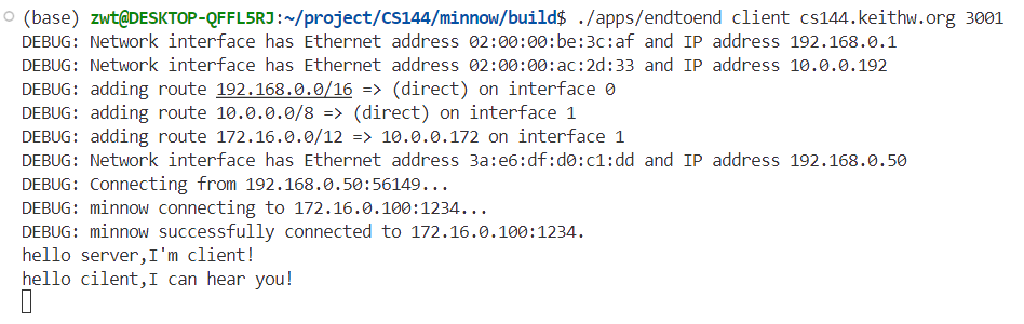 (base) zwt@DESKTOP-QFFL5RJ:~/project/CS144/minnow/build$ ./apps/endtoend client cs144.keithw.org 3001
DEBUG: Network interface has Ethernet address 02:00:00:be:3c:af and IP address 192.168.0.1
DEBUG: Network interface has Ethernet address 02:00:00:ac:2d:33 and IP address 10.0.0.192
DEBUG: adding route 192.168.0.0/16 => (direct) on interface 0
DEBUG: adding route 10.0.0.0/8 => (direct) on interface 1
DEBUG: adding route 172.16.0.0/12 => 10.0.0.172 on interface 1
DEBUG: Network interface has Ethernet address 3a:e6:df:d0:c1:dd and IP address 192.168.0.50
DEBUG: Connecting from 192.168.0.50:56149...
DEBUG: minnow connecting to 172.16.0.100:1234...
DEBUG: minnow successfully connected to 172.16.0.100:1234.
hello server,I'm client!
hello cilent,I can hear you!